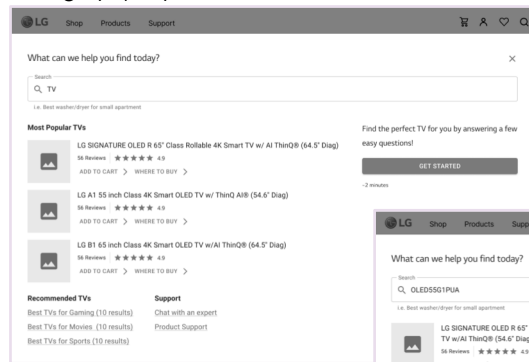 LG Shop Products Support
What can we help you find today?
Search
TV
i.e. Best washer/dryer for small apartment
Most Popular TVs
LG SIGNATURE OLED R 65" Class Rollable 4K Smart TV w/ AI ThinQ® (64.5" Diag)
56 Reviews ★★★★★ 4.9
ADD TO CART > WHERE TO BUY >
LG A1 55 inch Class 4K Smart OLED TV w/ ThinQ AI® (54.6" Diag)
56 Reviews ★★★★★ 4.9
ADD TO CART > WHERE TO BUY >
LG B1 65 inch Class 4K Smart OLED TV w/AI ThinQ® (64.5" Diag)
56 Reviews ★★★★★ 4.9
ADD TO CART > WHERE TO BUY >
Recommended TVs
Best TVs for Gaming (10 results)
Best TVs for Movies (10 results)
Best TVs for Sports (10 results)
Support
Chat with an expert
Product Support
Find the perfect TV for you by answering a few
easy questions!
GET STARTED
~2 minutes
LG Shop Products
What can we help you find today?
Search
OLED55G1PUA
i.e. Best washer/dryer for small apartment
LG SIGNATURE OLED R 65"
TV w/ AI ThinQ® (54.6" Diag
56 Reviews ★★★★★ 4.9